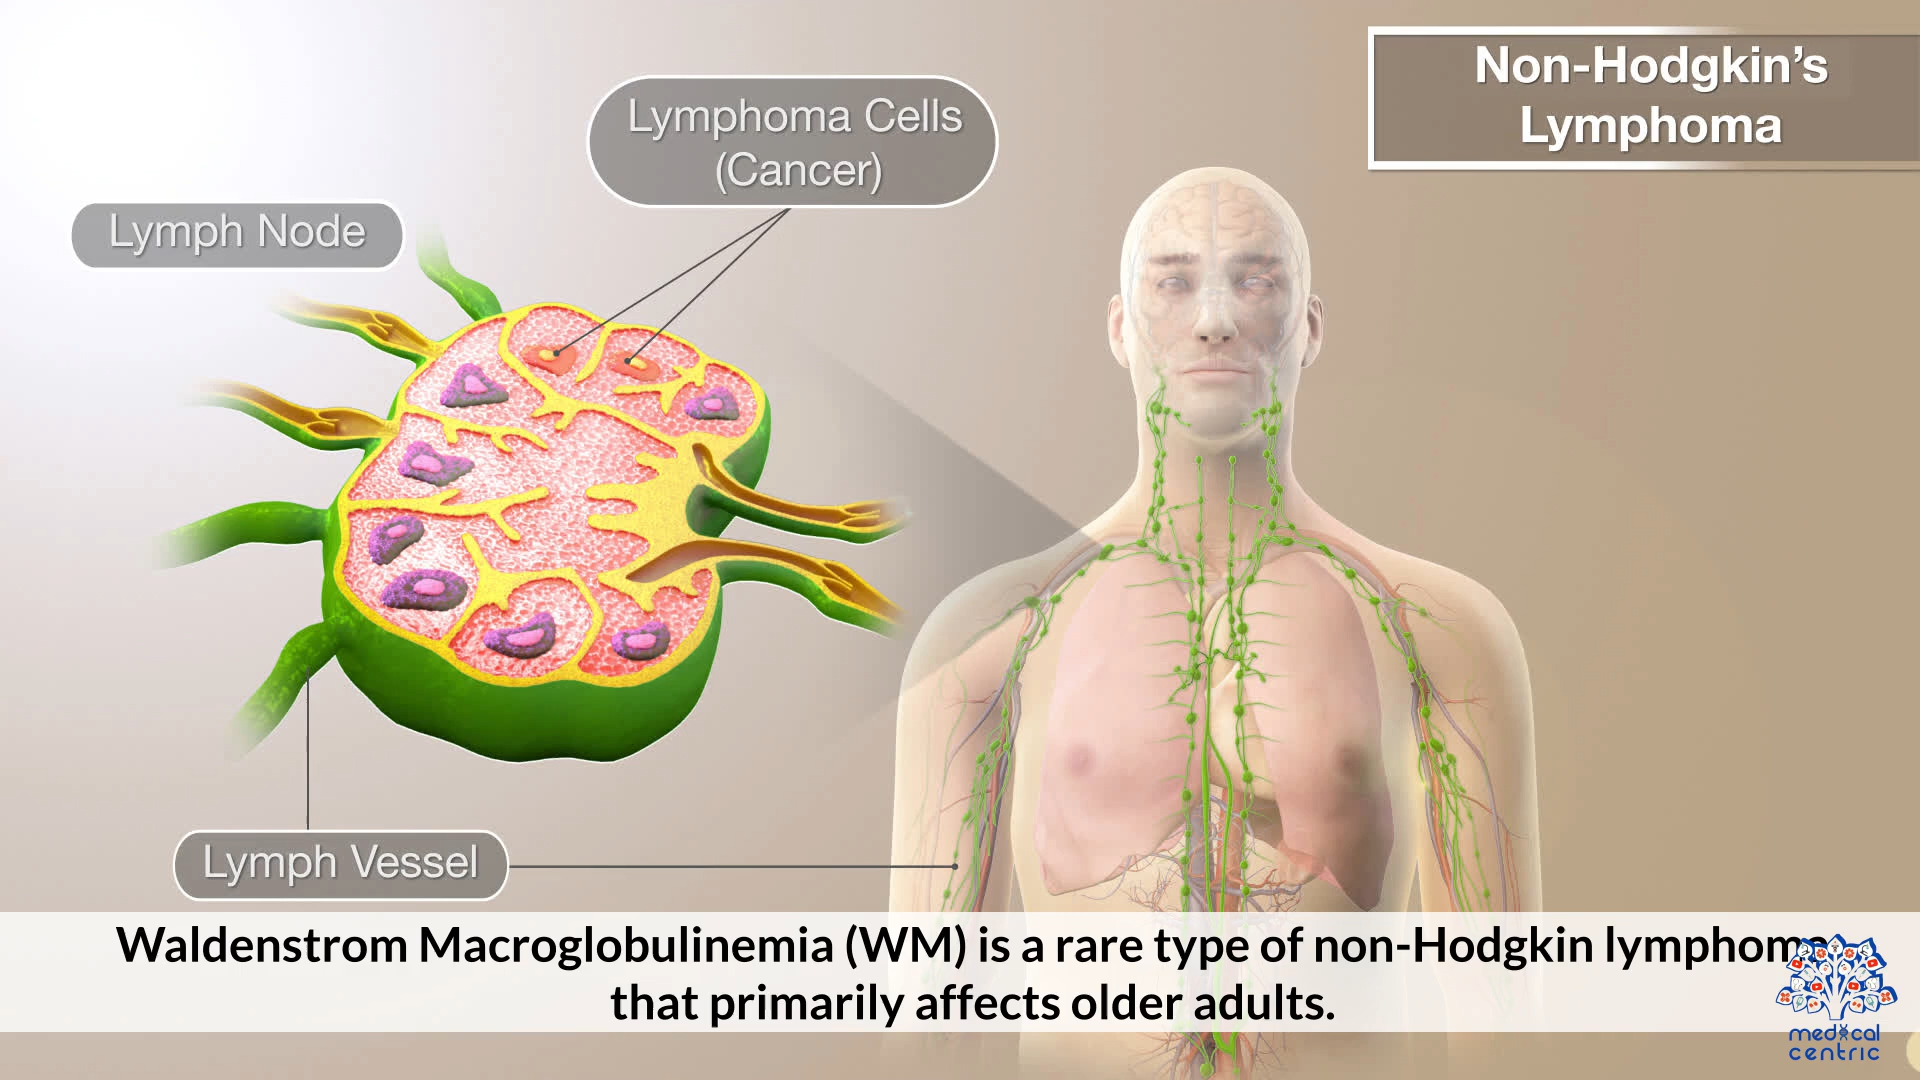 Non-Hodgkin’s
Lymphoma
Lymphoma Cells
(Cancer)
Lymph Node
Lymph Vessel
Waldenstrom Macroglobulinemia (WM) is a rare type of non-Hodgkin lymphoma
that primarily affects older adults.
medical
centric